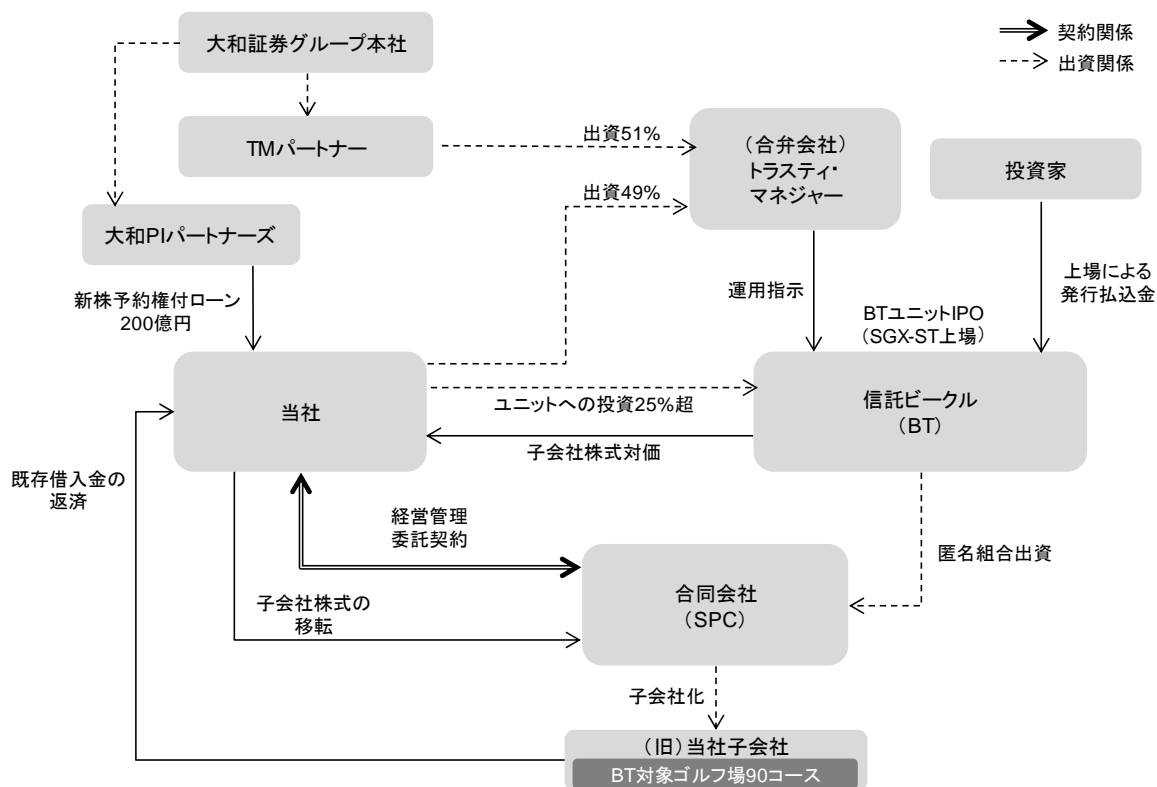 大和証券グループ本社
契約関係
出資関係
TMパートナー
出資51%
（合弁会社）
トラスティ・
マネジャー
投資家
出資49%
大和PIパートナーズ
新株予約権付ローン
200億円
運用指示
上場による
発行払込金
BTユニットIPO
（SGX-ST上場）
当社
ユニットへの投資25%超
信託ビークル
（BT）
子会社株式対価
既存借入金の
返済
経営管理
委託契約
匿名組合出資
合同会社
（SPC）
子会社株式の
移転
子会社化
（旧）当社子会社
BT対象ゴルフ場90コース